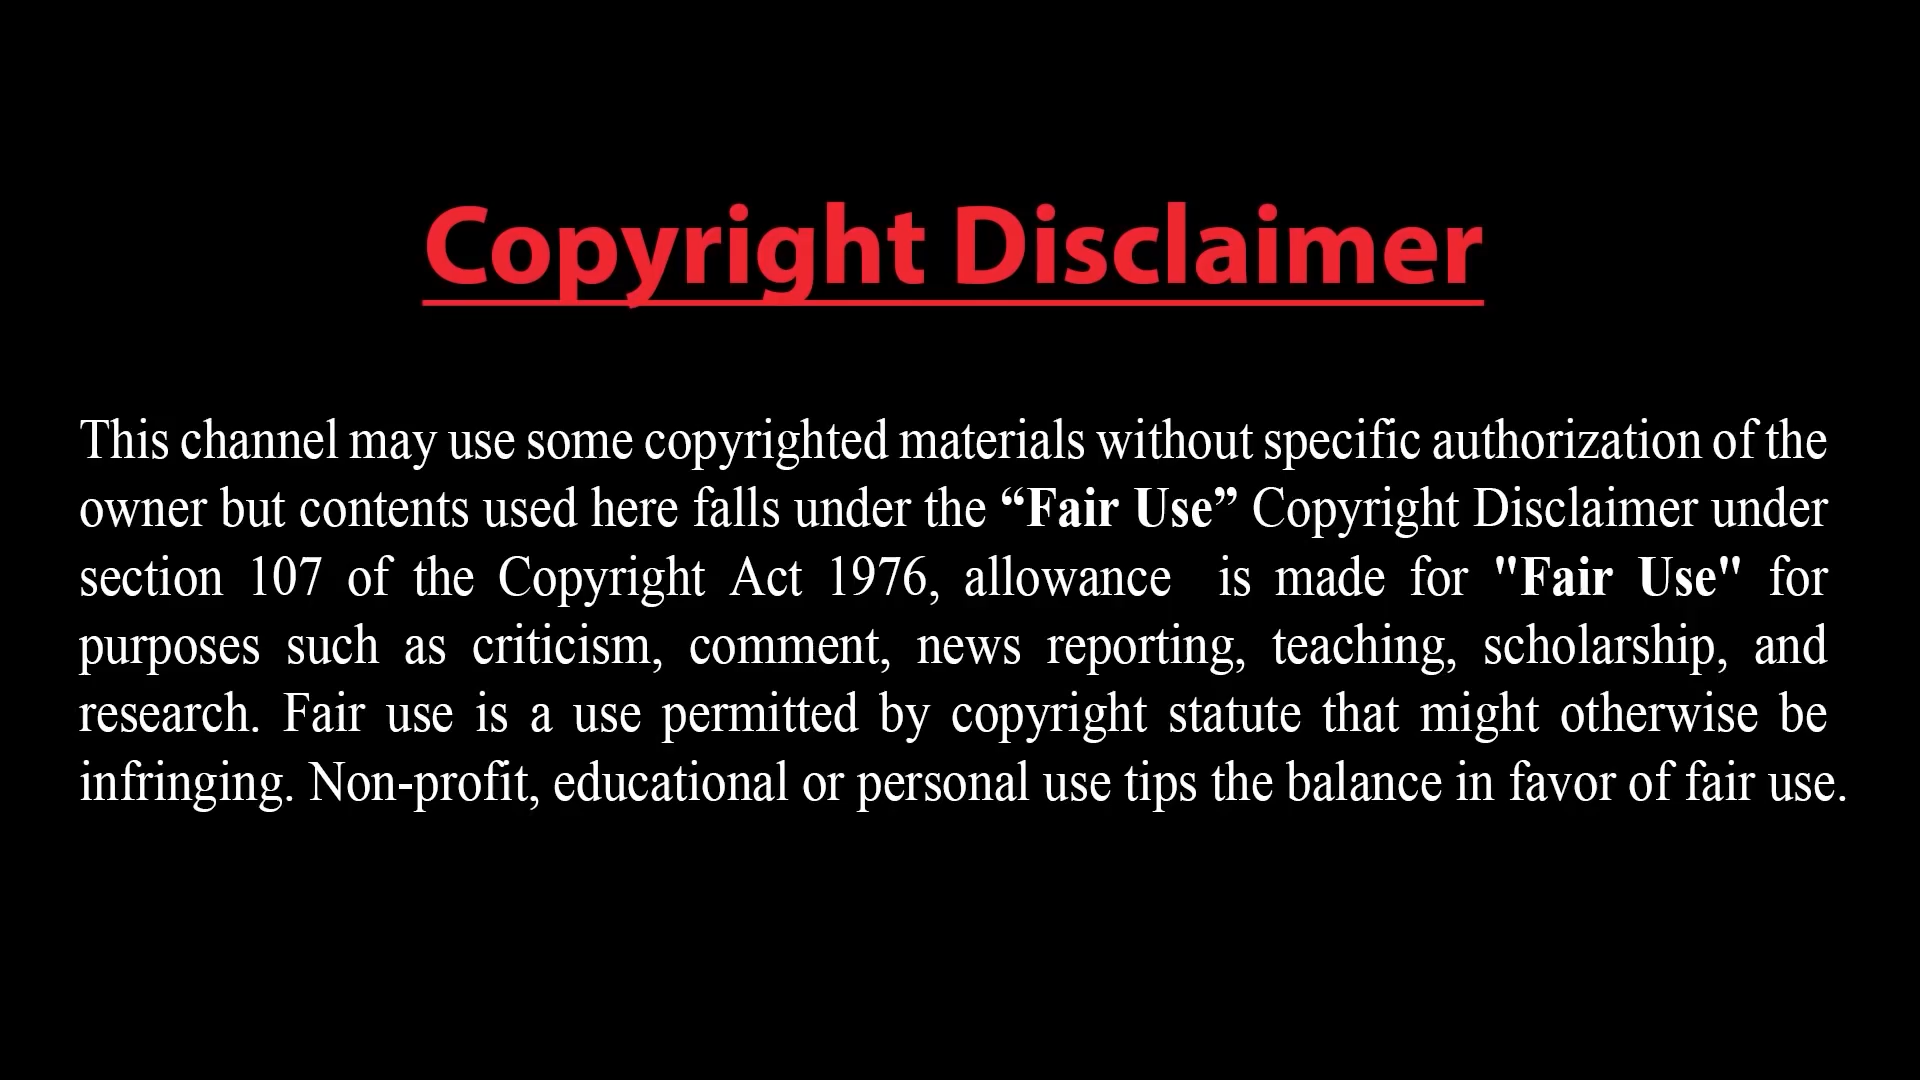 Copyright Disclaimer
This channel may use some copyrighted materials without specific authorization of the
owner but contents used here falls under the “Fair Use” Copyright Disclaimer under
section 107 of the Copyright Act 1976, allowance is made for "Fair Use" for
purposes such as criticism, comment, news reporting, teaching, scholarship, and
research. Fair use is a use permitted by copyright statute that might otherwise be
infringing. Non-profit, educational or personal use tips the balance in favor of fair use.